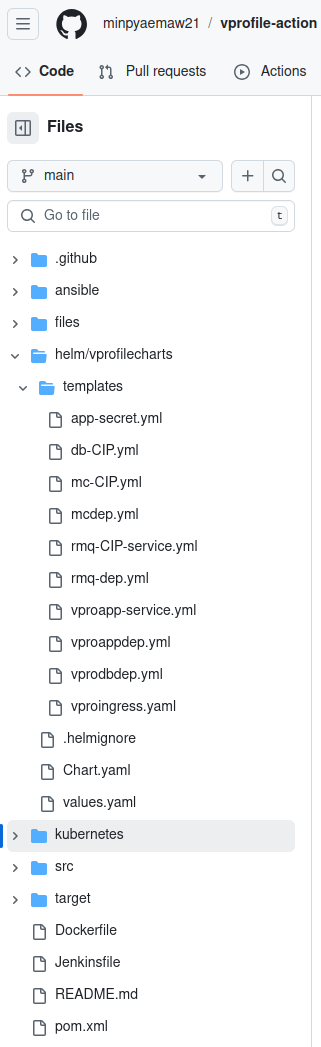 minpyaemaw21 / vprofile-action
Code Pull requests Actions
Files
main
Go to file t
.github
ansible
files
helm/vprofilecharts
templates
app-secret.yml
db-CIP.yml
mc-CIP.yml
mcdep.yml
rmq-CIP-service.yml
rmq-dep.yml
vproapp-service.yml
vproappdep.yml
vprodbdep.yml
vproingress.yaml
.helmignore
Chart.yaml
values.yaml
kubernetes
src
target
Dockerfile
Jenkinsfile
README.md
pom.xml